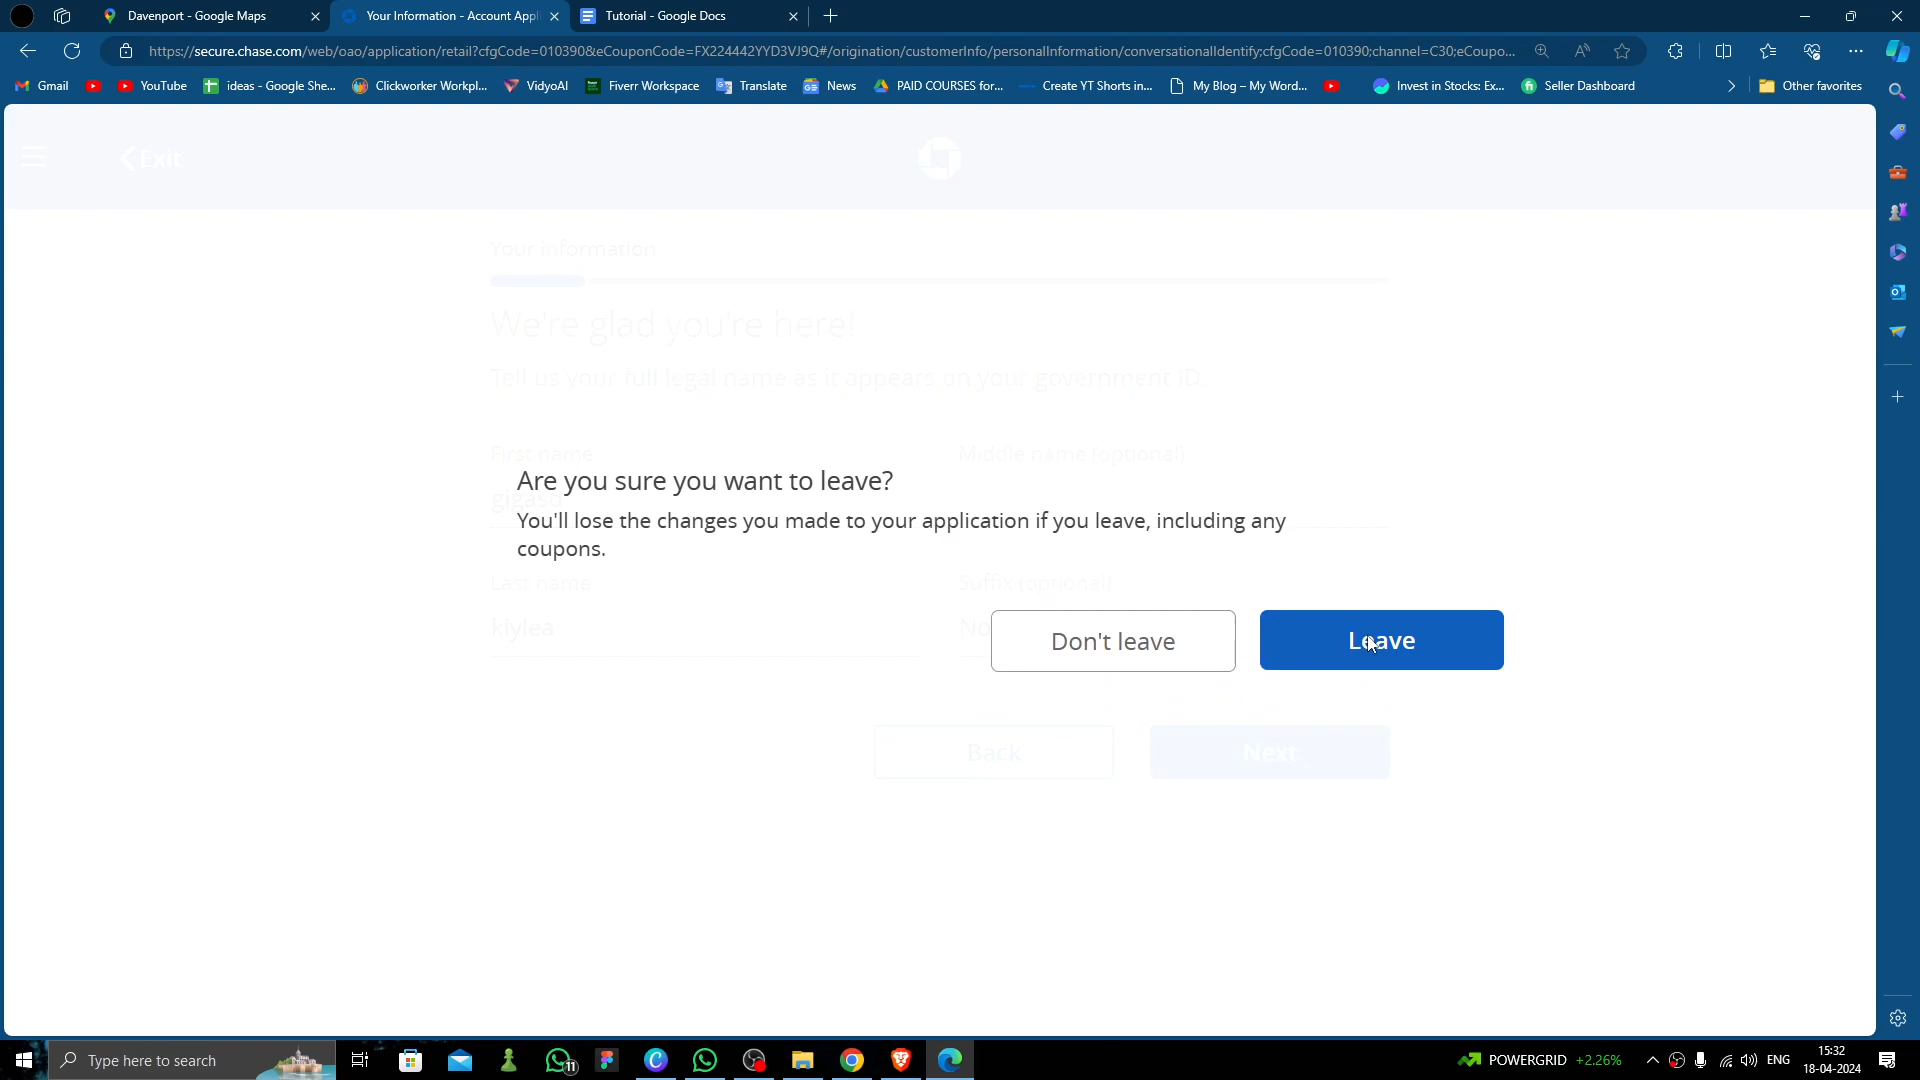 Davenport - Google Maps
Your Information - Account Appl
Tutorial - Google Docs
https://secure.chase.com/web/oao/application/retail?cfgCode=010390&eCouponCode=FX224442YYD3VJ9Q#/origination/customerInfo/personalInformation/conversationalIdentify;cfgCode=010390;channel=C30;eCoupo...
Gmail
YouTube
ideas - Google She...
Clickworker Workpl...
VidyoAI
Fiverr Workspace
Translate
News
PAID COURSES for...
Create YT Shorts in...
My Blog – My Word...
Invest in Stocks: Ex...
Seller Dashboard
Other favorites
Exit
Your information
We're glad you're here!
Tell us your full legal name as it appears on your government ID.
First name
Middle name (optional)
Are you sure you want to leave?
You'll lose the changes you made to your application if you leave, including any
coupons.
Last name
Suffix (optional)
kiylea
Don't leave
Leave
Back
Next
Type here to search
11
POWERGRID +2.26%
ENG
15:32
18-04-2024